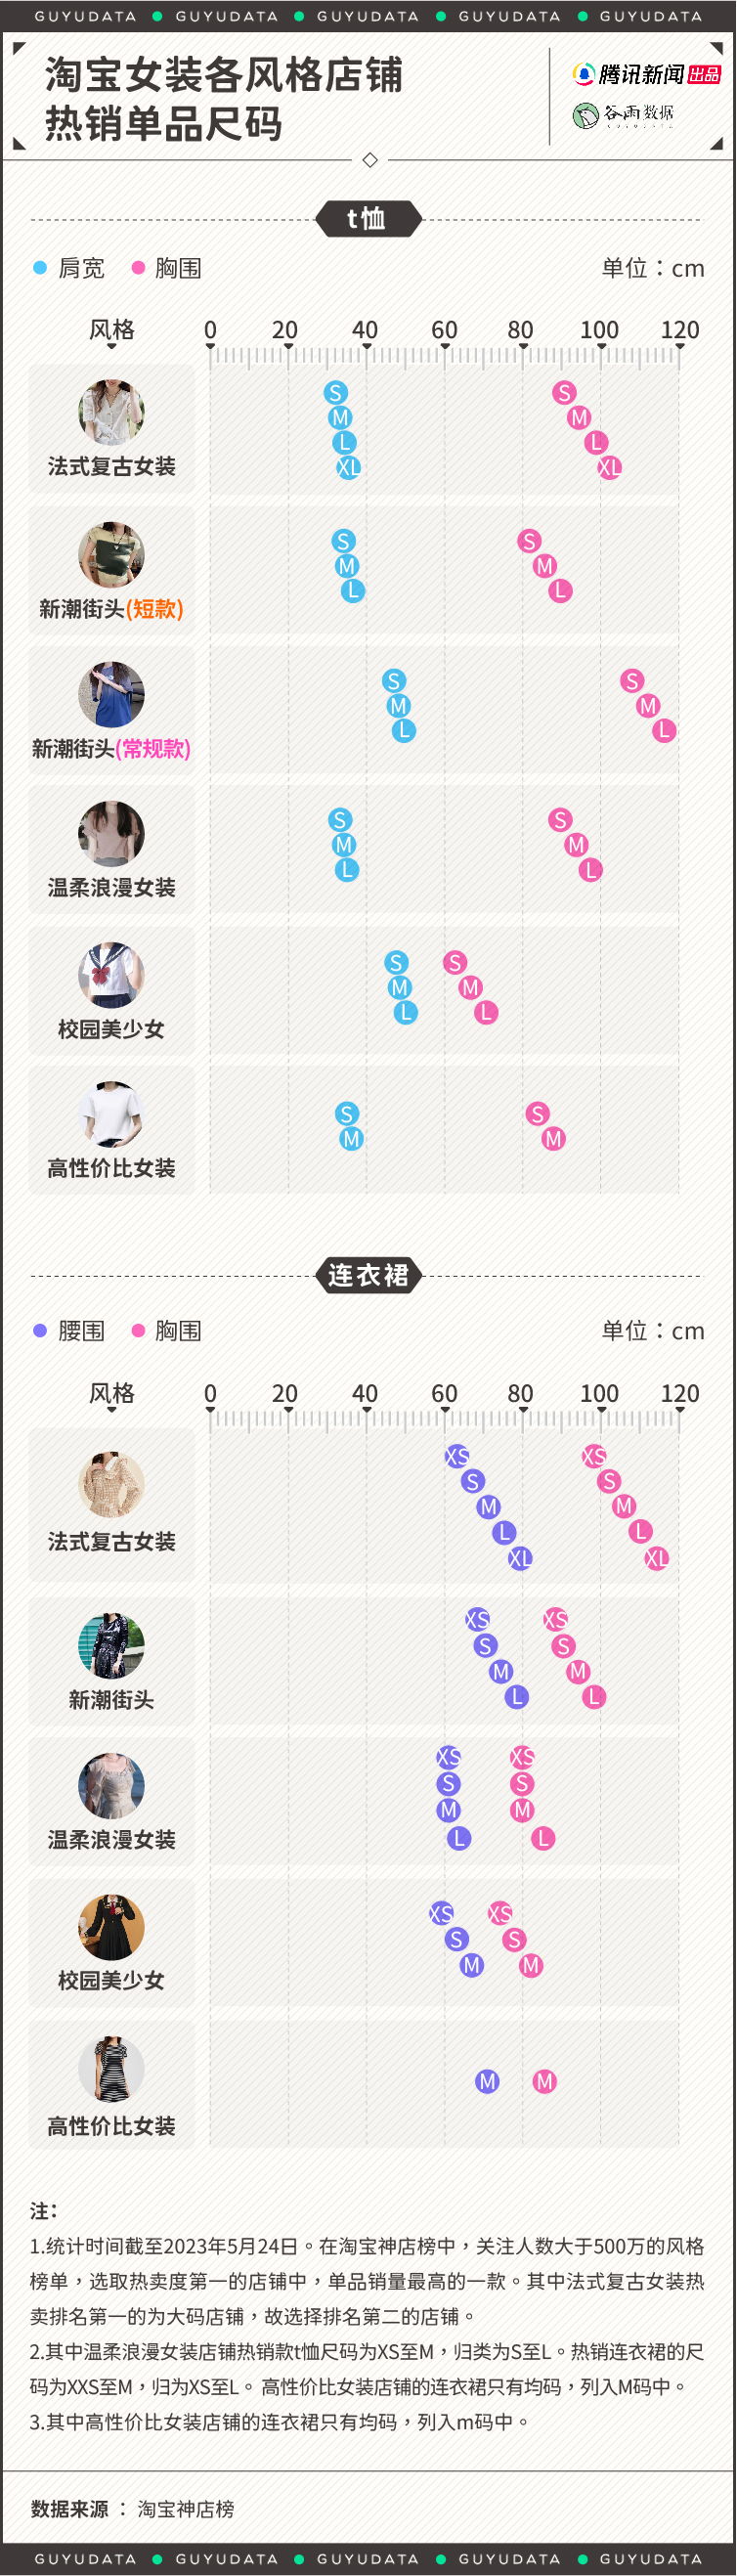 GUYUDATA GUYUDATA GUYUDATA GUYUDATA GUYUDATA
淘宝女装各风格店铺
热销单品尺码
腾讯新闻 出品
谷雨数据
t恤
肩宽 胸围 单位：cm
风格 0 20 40 60 80 100 120
S S
M M
L L
XL XL
法式复古女装
S S
M M
L L
新潮街头(短款)
S S
M M
L L
新潮街头(常规款)
S S
M M
L L
温柔浪漫女装
S S
M M
L L
校园美少女
S S
M M
高性价比女装
连衣裙
腰围 胸围 单位：cm
风格 0 20 40 60 80 100 120
XS XS
S S
M M
L L
XL XL
法式复古女装
XS XS
S S
M M
L L
新潮街头
XS XS
S S
M M
L L
温柔浪漫女装
XS XS
S S
M M
校园美少女
M M
高性价比女装
注：
1.统计时间截至2023年5月24日。在淘宝神店榜中，关注人数大于500万的风格
榜单，选取热卖度第一的店铺中，单品销量最高的一款。其中法式复古女装热
卖排名第一的为大码店铺，故选择排名第二的店铺。
2.其中温柔浪漫女装店铺热销款t恤尺码为XS至M，归类为S至L。热销连衣裙的尺
码为XXS至M，归为XS至L。高性价比女装店铺的连衣裙只有均码，列入M码中。
3.其中高性价比女装店铺的连衣裙只有均码，列入m码中。
数据来源 ：淘宝神店榜
GUYUDATA GUYUDATA GUYUDATA GUYUDATA GUYUDATA